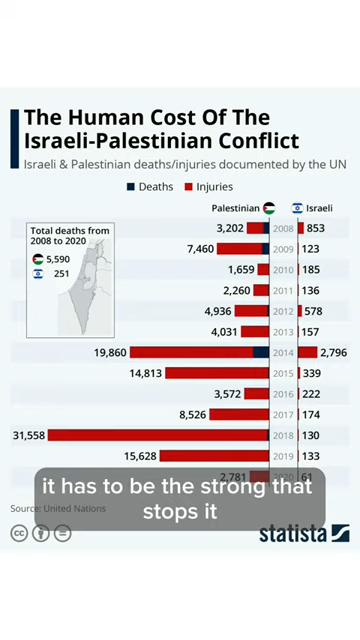 The Human Cost Of The
Israeli-Palestinian Conflict
Israeli & Palestinian deaths/injuries documented by the UN
Deaths Injuries
Palestinian Israeli
Total deaths from
2008 to 2020
5,590
251
3,202 2008 853
7,460 2009 123
1,659 2010 185
2,260 2011 136
4,936 2012 578
4,031 2013 157
19,860 2014 2,796
14,813 2015 339
3,572 2016 222
8,526 2017 174
31,558 2018 130
15,628 2019 133
2,781 2020 61
it has to be the strong that
stops it
Source: United Nations
cc
statista